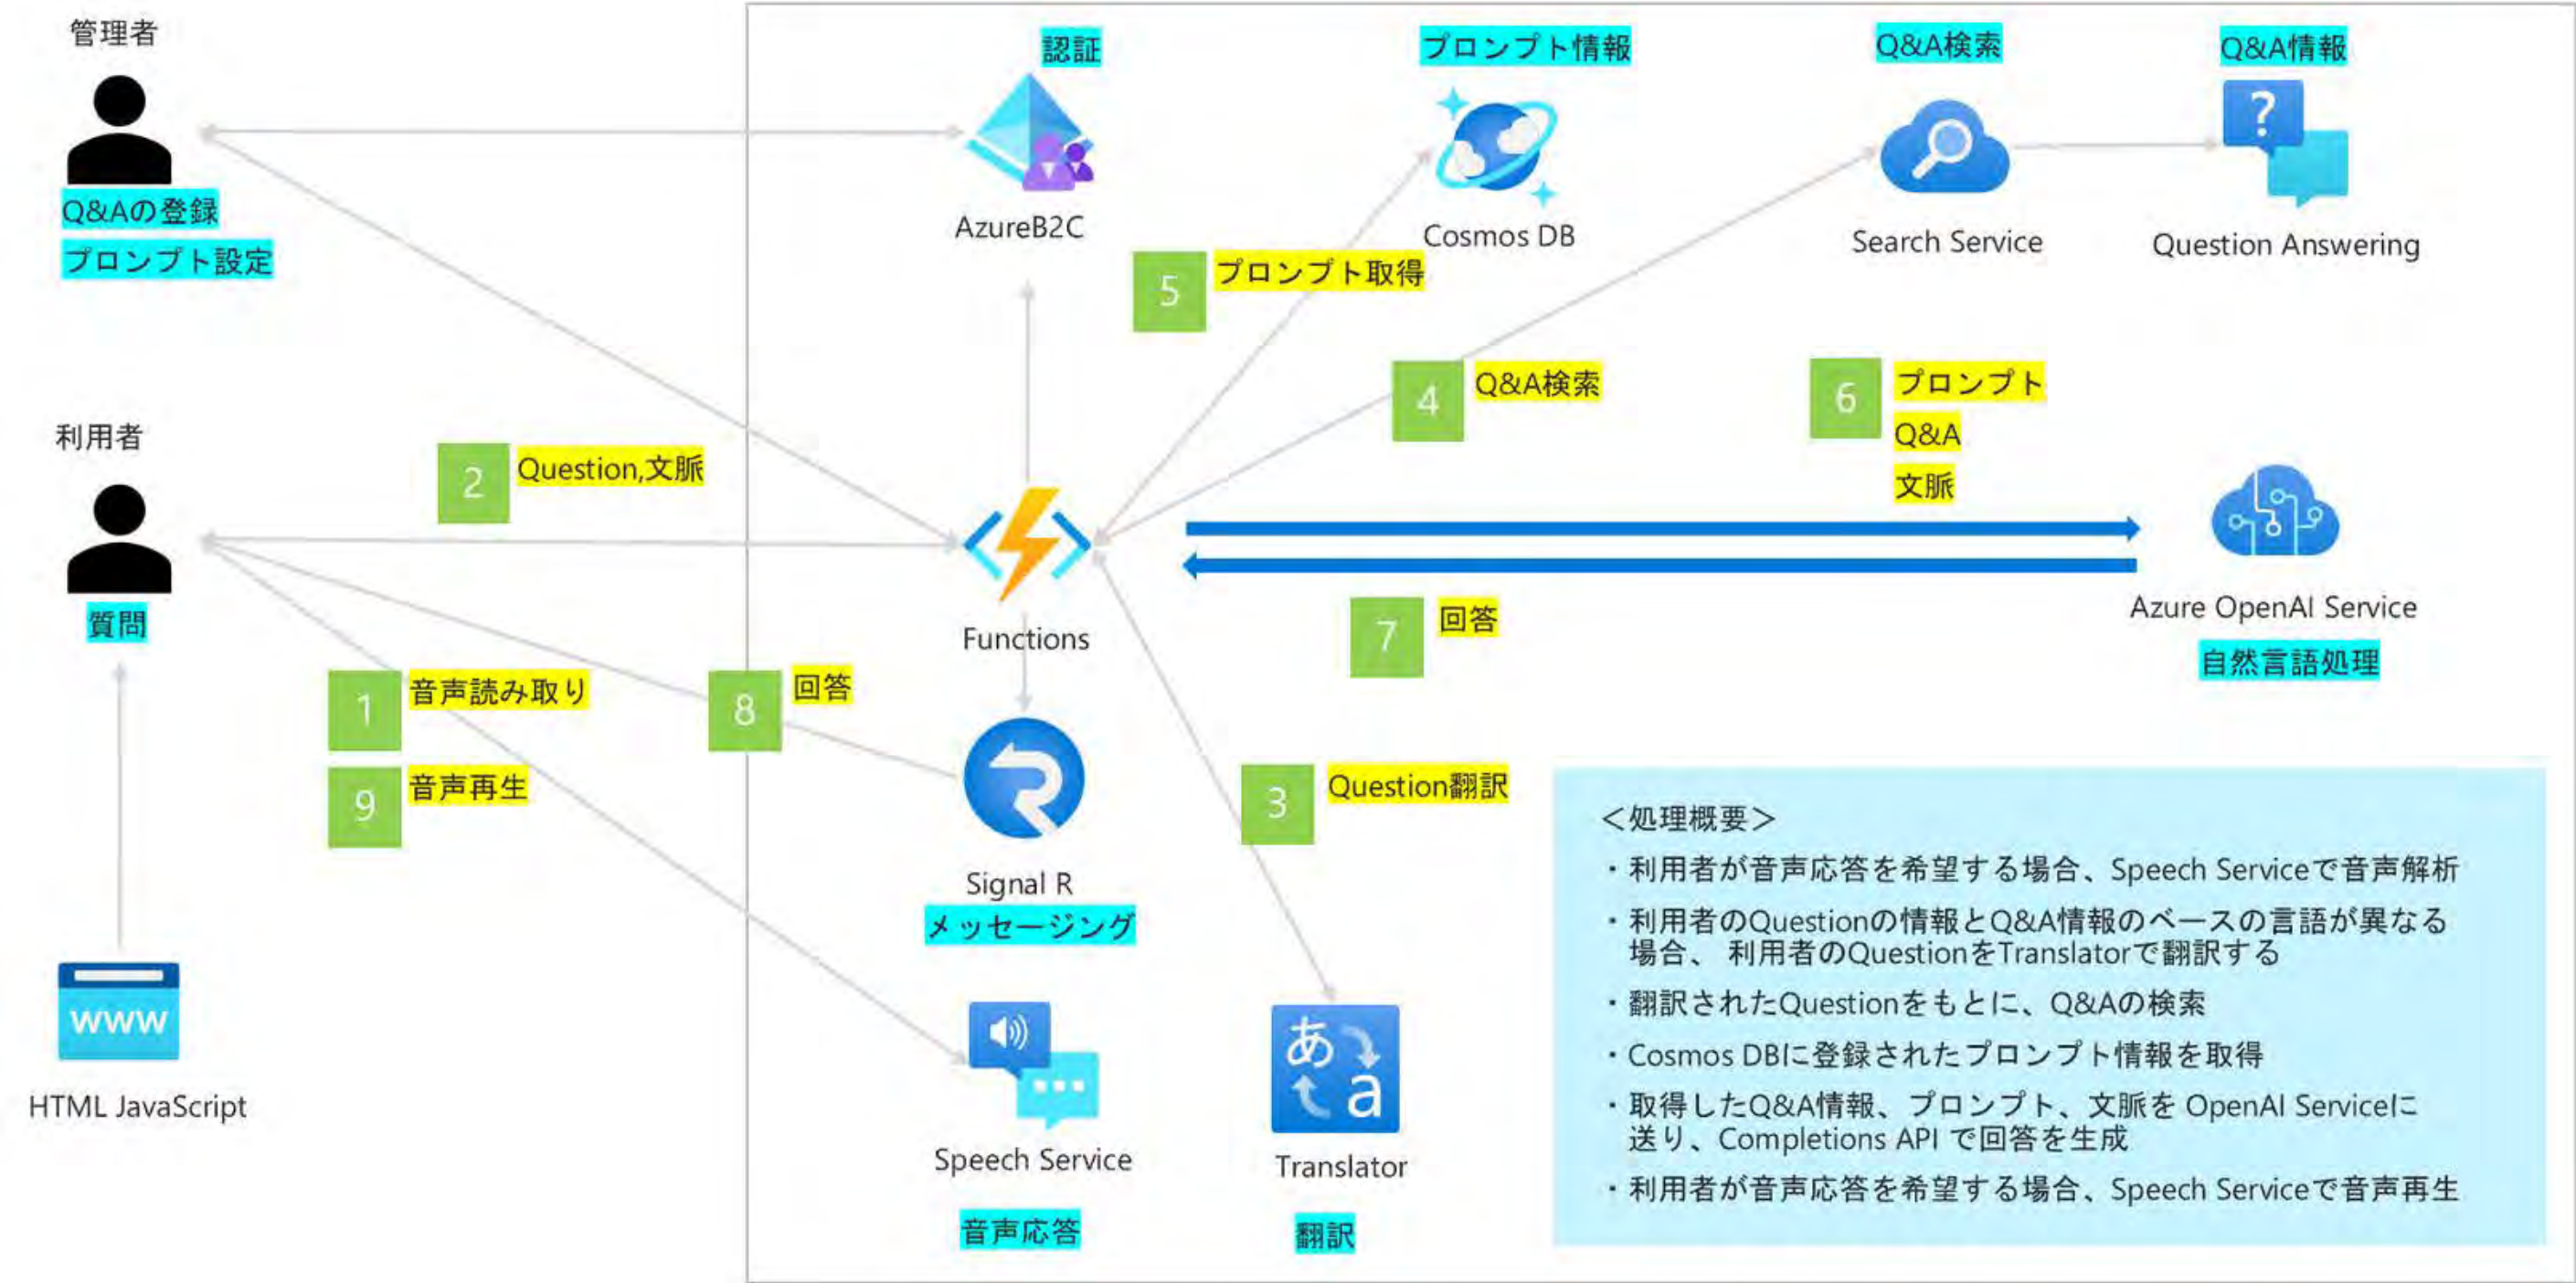 管理者
Q&Aの登録
プロンプト設定
認証
AzureB2C
プロンプト情報
Cosmos DB
Q&A検索
Search Service
Q&A情報
?
Question Answering
5
プロンプト取得
4
Q&A検索
6
プロンプト
Q&A
文脈
利用者
質問
2
Question,文脈
Functions
Azure OpenAI Service
自然言語処理
7
回答
1
音声読み取り
8
回答
9
音声再生
Signal R
メッセージング
3
Question翻訳
www
HTML JavaScript
Speech Service
音声応答
あ
a
Translator
翻訳
＜処理概要＞
・利用者が音声応答を希望する場合、Speech Serviceで音声解析
・利用者のQuestionの情報とQ&A情報のベースの言語が異なる
場合、 利用者のQuestionをTranslatorで翻訳する
・翻訳されたQuestionをもとに、Q&Aの検索
・Cosmos DBに登録されたプロンプト情報を取得
・取得したQ&A情報、プロンプト、文脈を OpenAI Serviceに
送り、Completions API で回答を生成
・利用者が音声応答を希望する場合、Speech Serviceで音声再生